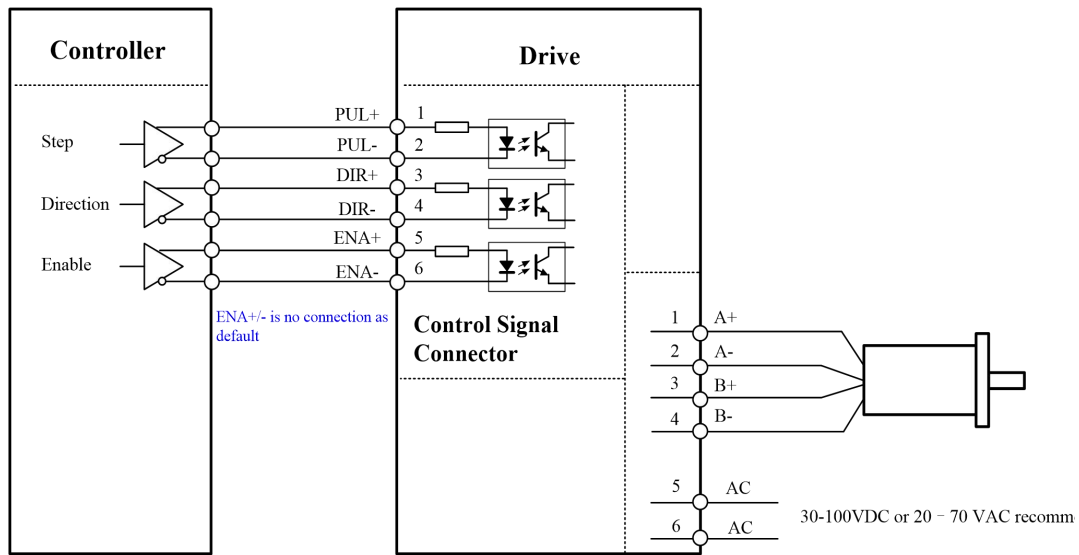 Controller
Drive
Step
Direction
Enable
PUL+ 1
PUL- 2
DIR+ 3
DIR- 4
ENA+ 5
ENA- 6
ENA+/- is no connection as
default
Control Signal
Connector
1 A+
2 A-
3 B+
4 B-
5 AC
6 AC
30-100VDC or 20 - 70 VAC recomm